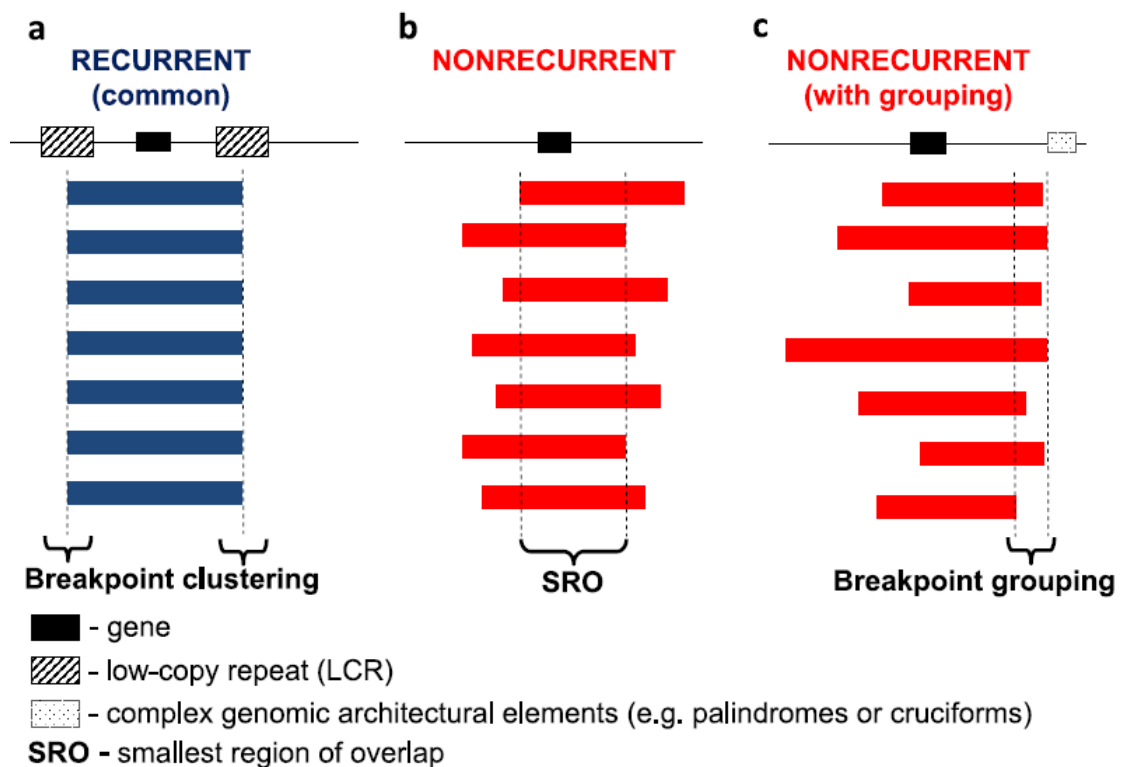 a
RECURRENT
(common)
b
NONRECURRENT
c
NONRECURRENT
(with grouping)
Breakpoint clustering
SRO
Breakpoint grouping
- gene
- low-copy repeat (LCR)
- complex genomic architectural elements (e.g. palindromes or cruciforms)
SRO - smallest region of overlap